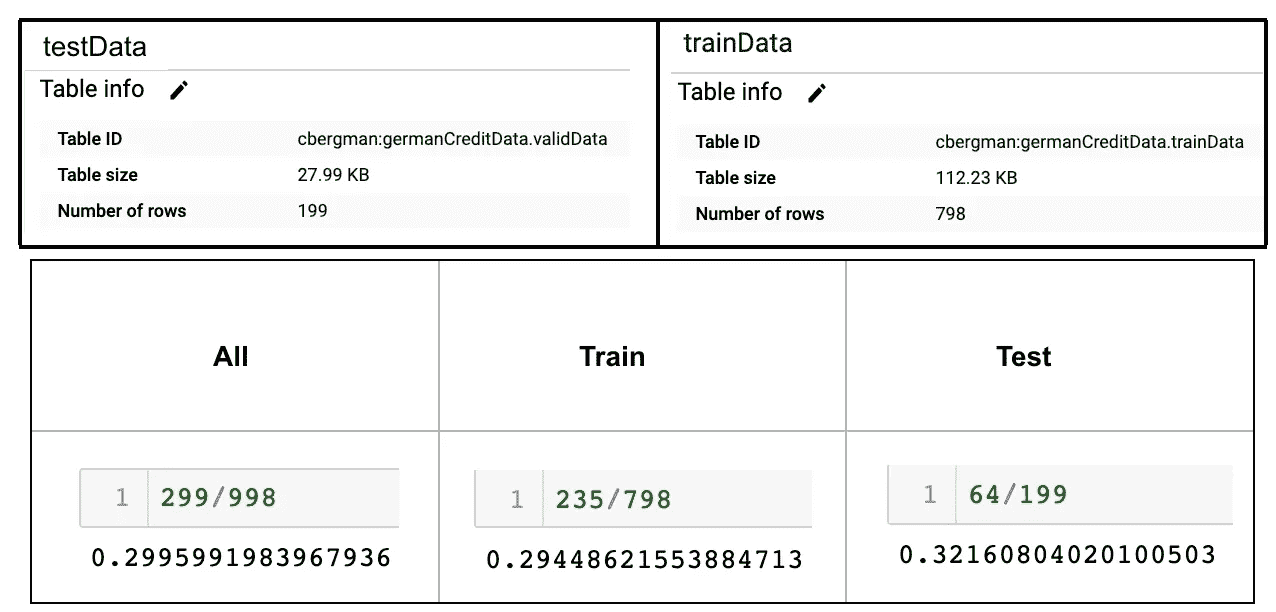 testData
Table info
Table ID cbergman:germanCreditData.validData
Table size 27.99 KB
Number of rows 199
trainData
Table info
Table ID cbergman:germanCreditData.trainData
Table size 112.23 KB
Number of rows 798
All Train Test
1 299/998
0.2995991983967936
1 235/798
0.29448621553884713
1 64/199
0.32160804020100503